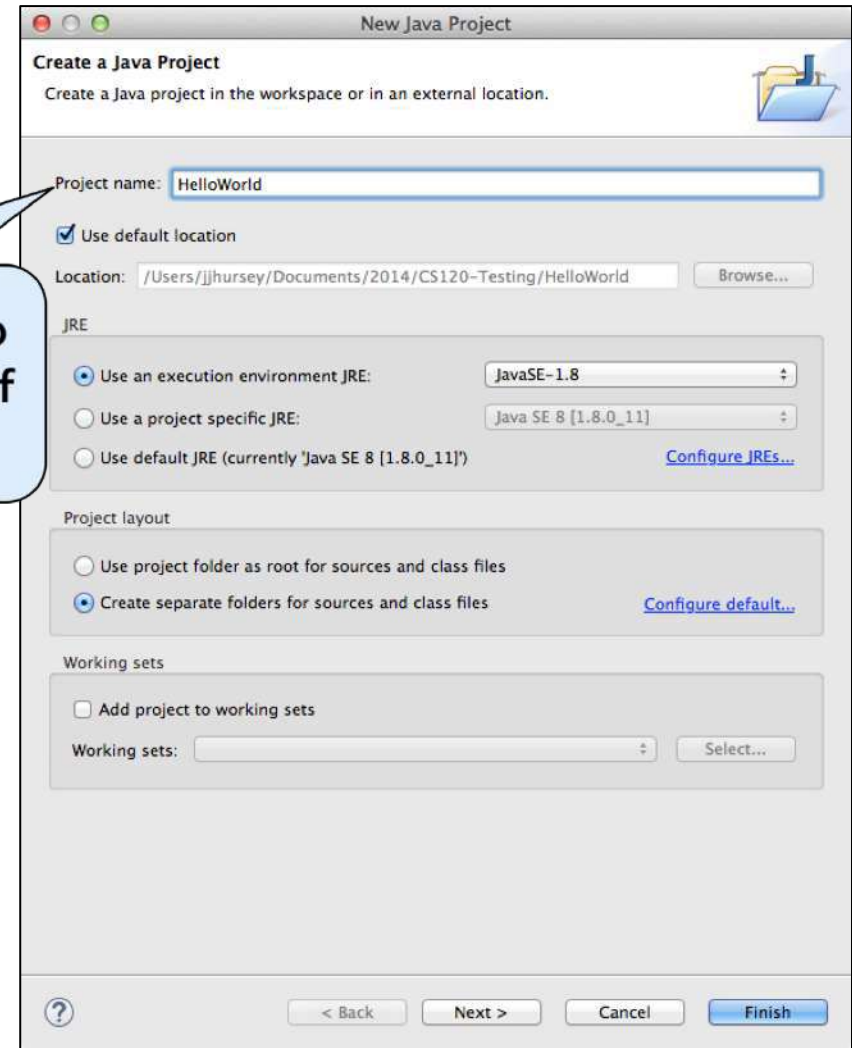 New Java Project
Create a Java Project
Create a Java project in the workspace or in an external location.
Project name: HelloWorld
Use default location
Location: /Users/jjhursey/Documents/2014/CS120-Testing/HelloWorld Browse...
JRE
Use an execution environment JRE: JavaSE-1.8
Use a project specific JRE: Java SE 8 [1.8.0_11]
Use default JRE (currently 'Java SE 8 [1.8.0_11]') Configure JREs...
Project layout
Use project folder as root for sources and class files
Create separate folders for sources and class files Configure default...
Working sets
Add project to working sets
Working sets: Select...
? < Back Next > Cancel Finish